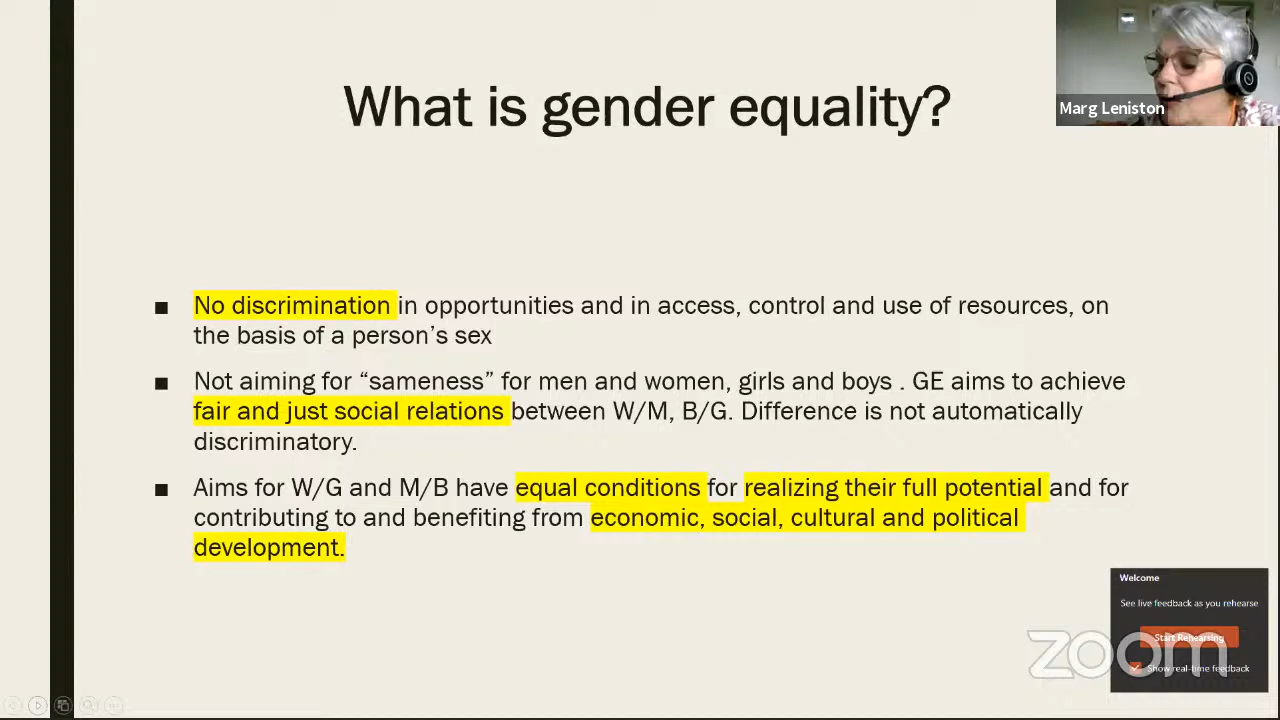 What is gender equality?
Marg Leniston
■ No discrimination in opportunities and in access, control and use of resources, on
the basis of a person’s sex
■ Not aiming for “sameness” for men and women, girls and boys . GE aims to achieve
fair and just social relations between W/M, B/G. Difference is not automatically
discriminatory.
■ Aims for W/G and M/B have equal conditions for realizing their full potential and for
contributing to and benefiting from economic, social, cultural and political
development.
Welcome
See live feedback as you rehearse
Start Rehearsing
Show real-time feedback
zoom